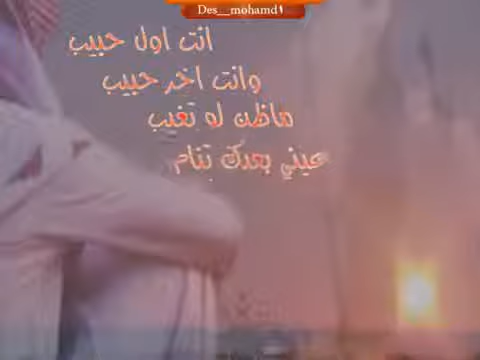 Des__mohamd1
انت اول حبيب
وانت اخر حبيب
ماظن لو تغيب
عيني بعدك تنام